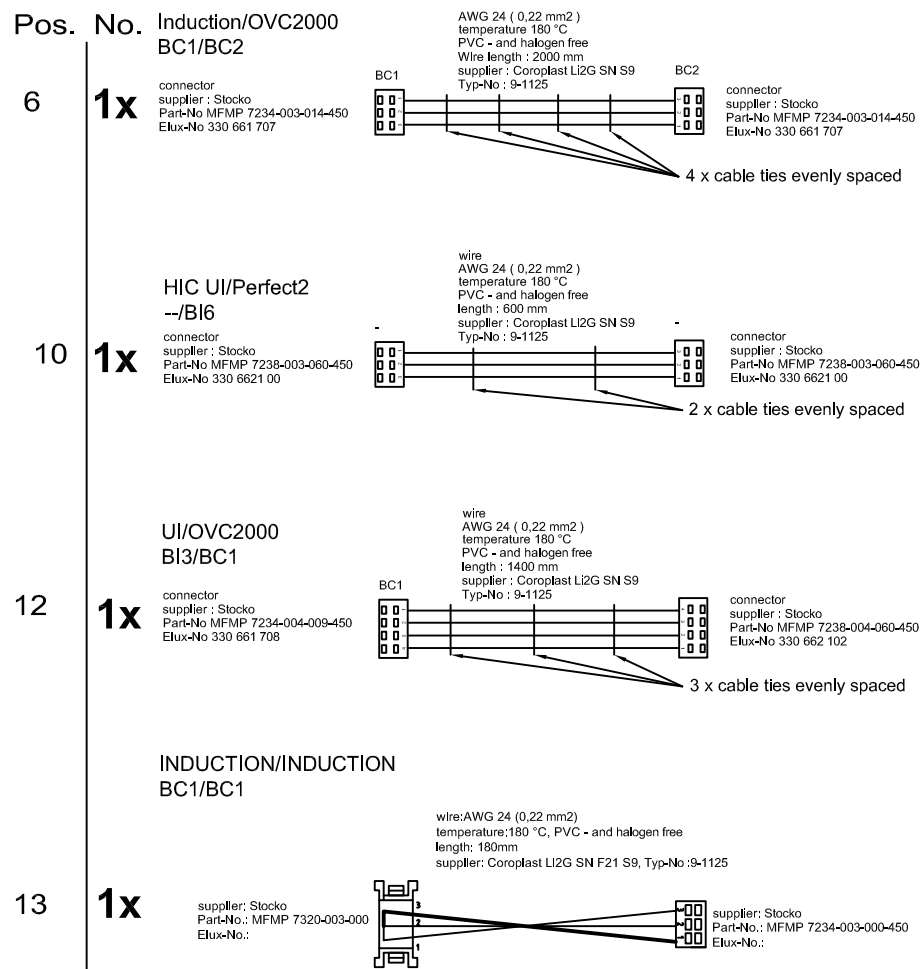 Pos. No. Induction/OVC2000
BC1/BC2
AWG 24 ( 0,22 mm2 )
temperature 180 °C
PVC - and halogen free
Wire length : 2000 mm
supplier : Coroplast Li2G SN S9
Typ-No : 9-1125
BC1
BC2
6
1x
connector
supplier : Stocko
Part-No MFMP 7234-003-014-450
Elux-No 330 661 707
connector
supplier : Stocko
Part-No MFMP 7234-003-014-450
Elux-No 330 661 707
4 x cable ties evenly spaced
HIC UI/Perfect2
--/BI6
wire
AWG 24 ( 0,22 mm2 )
temperature 180 °C
PVC - and halogen free
length : 600 mm
supplier : Coroplast Li2G SN S9
Typ-No : 9-1125
-
-
10
1x
connector
supplier : Stocko
Part-No MFMP 7238-003-060-450
Elux-No 330 6621 00
connector
supplier : Stocko
Part-No MFMP 7238-003-060-450
Elux-No 330 6621 00
2 x cable ties evenly spaced
UI/OVC2000
BI3/BC1
wire
AWG 24 ( 0,22 mm2 )
temperature 180 °C
PVC - and halogen free
length : 1400 mm
supplier : Coroplast Li2G SN S9
Typ-No : 9-1125
BC1
12
1x
connector
supplier : Stocko
Part-No MFMP 7234-004-009-450
Elux-No 330 661 708
connector
supplier : Stocko
Part-No MFMP 7238-004-060-450
Elux-No 330 662 102
3 x cable ties evenly spaced
INDUCTION/INDUCTION
BC1/BC1
wire:AWG 24 (0,22 mm2)
temperature:180 °C, PVC - and halogen free
length: 180mm
supplier: Coroplast Li2G SN F21 S9, Typ-No :9-1125
13
1x
supplier: Stocko
Part-No.: MFMP 7320-003-000
Elux-No.:
3
2
1
3
2
1
supplier: Stocko
Part-No.: MFMP 7234-003-000-450
Elux-No.: